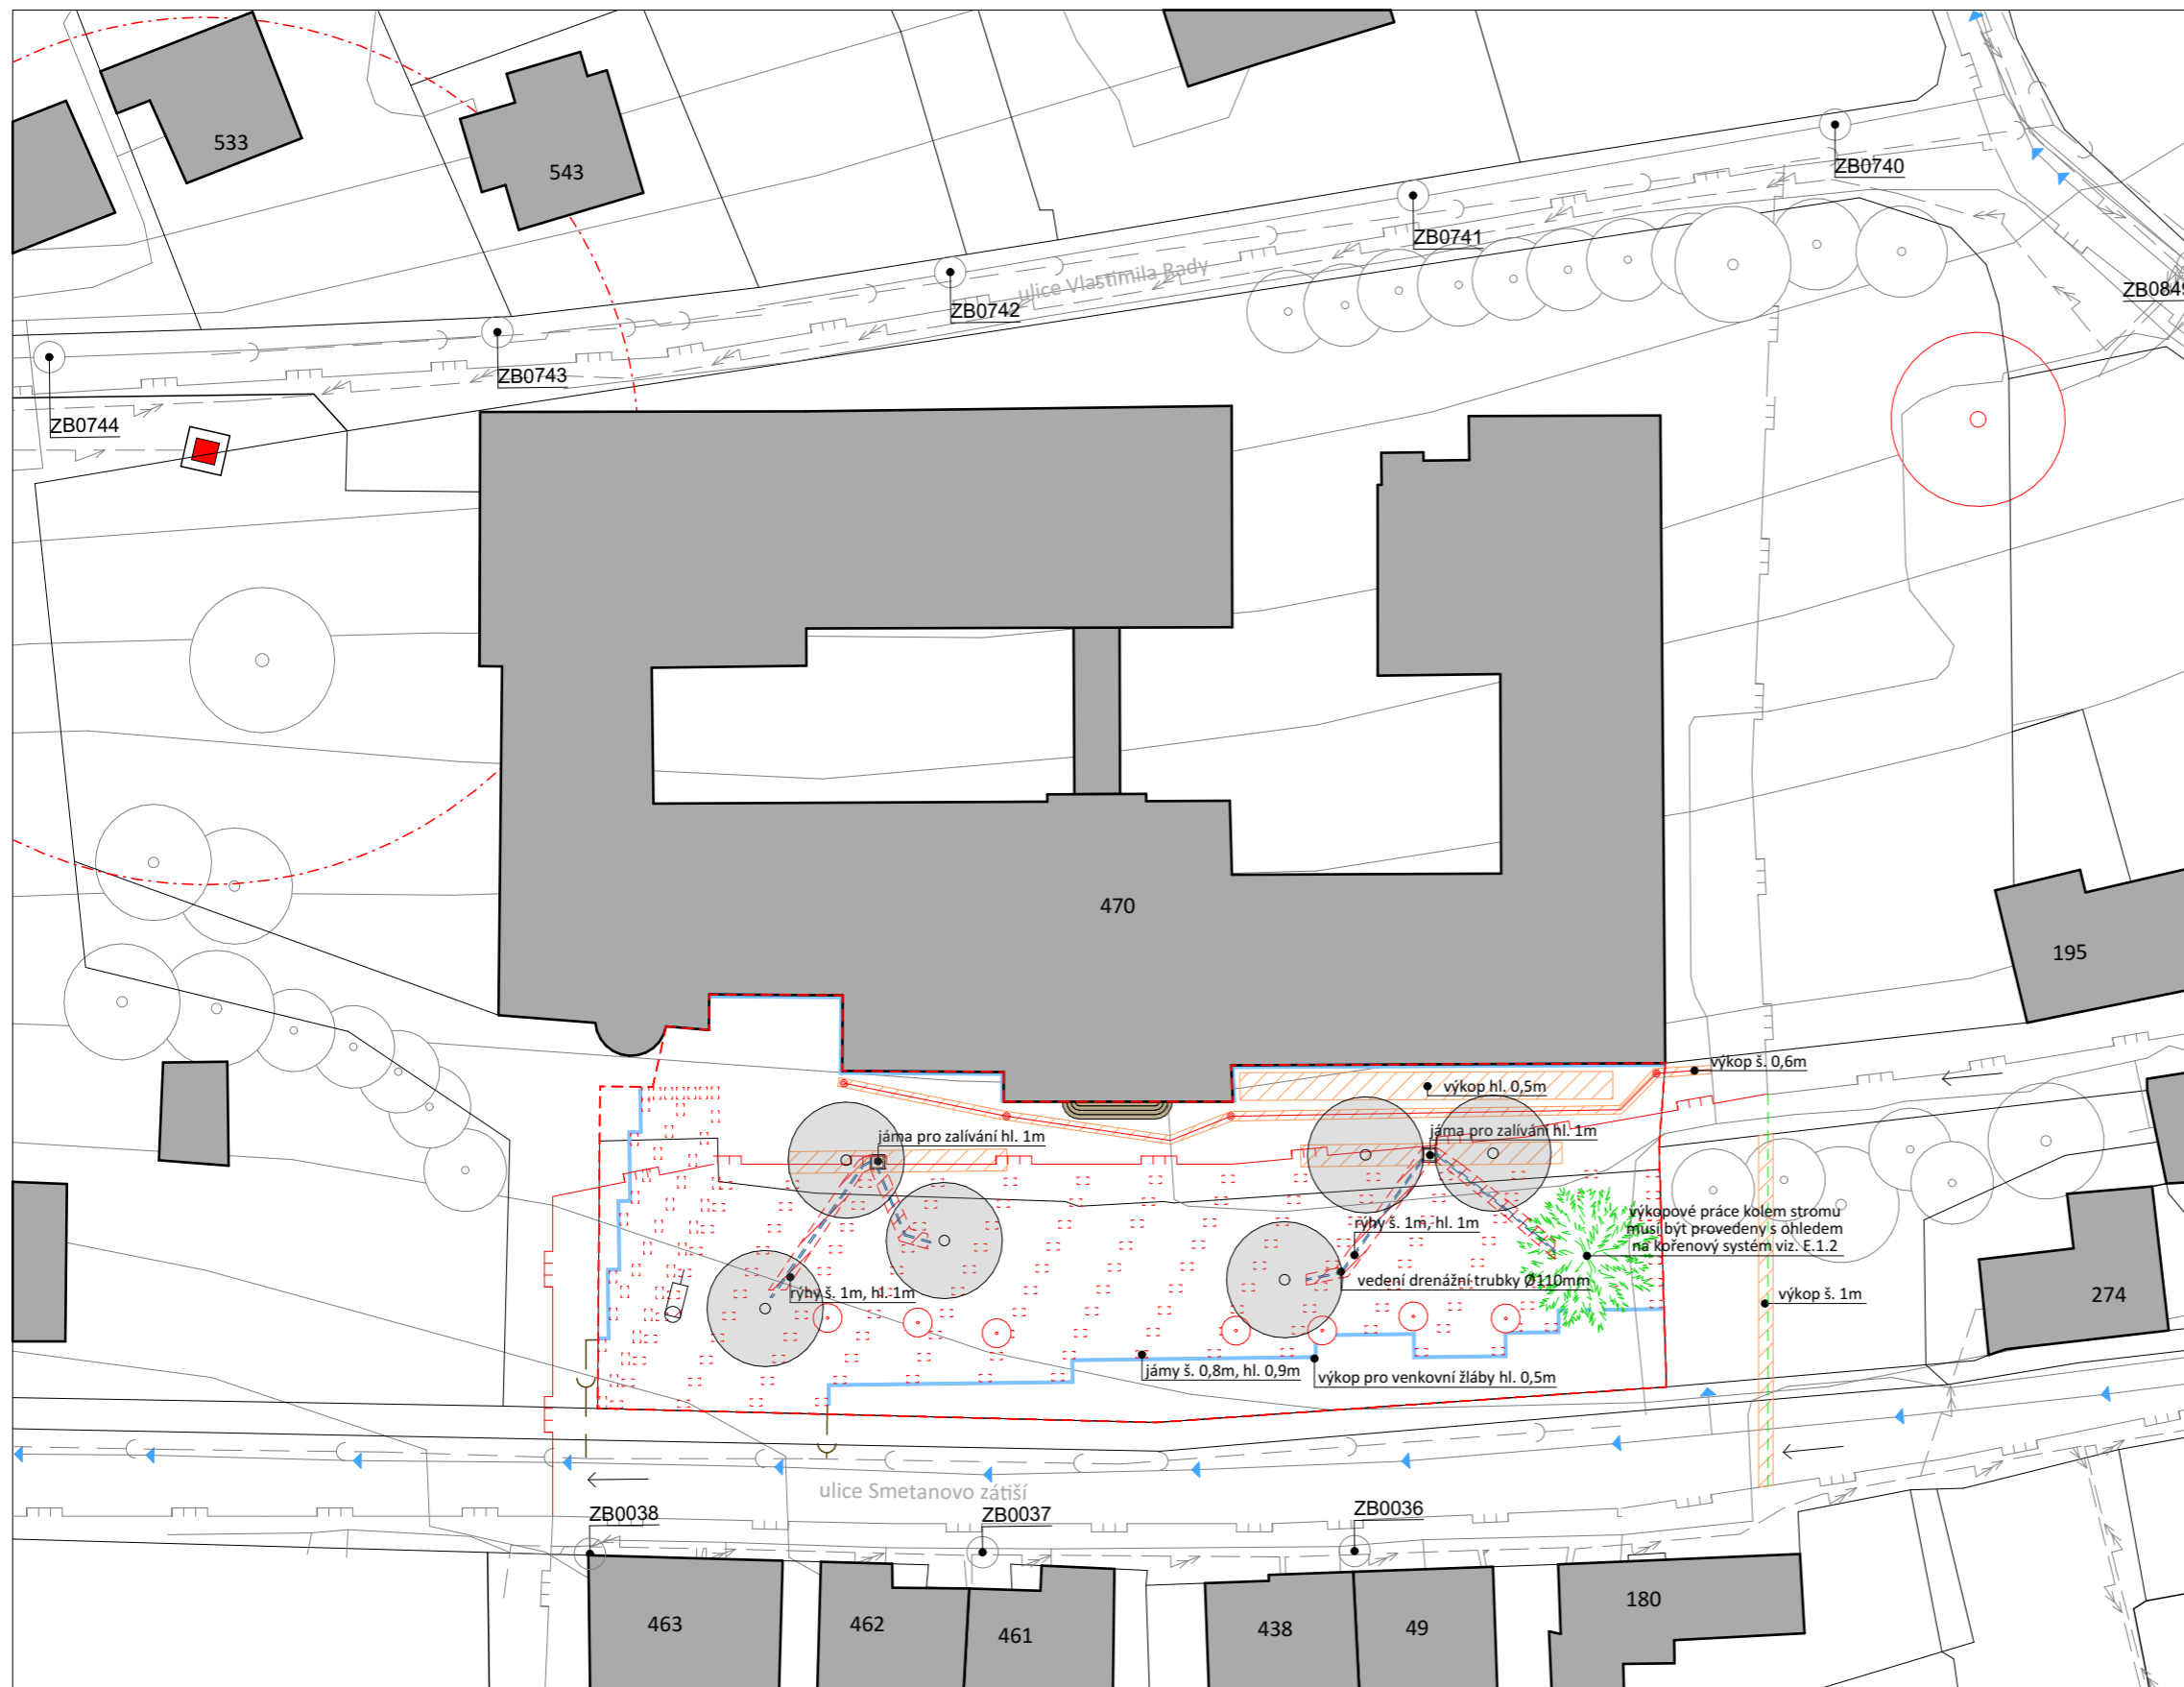 533
543
ZB0740
ZB0741
ulice Vlastimila Rady
ZB0742
ZB0849
ZB0743
ZB0744
470
195
výkop š. 0,6m
výkop hl. 0,5m
jáma pro zalívání hl. 1m
jáma pro zalívání hl. 1m
výkopové práce kolem stromu
musí být provedeny s ohledem
na kořenový systém viz. E.1.2
rýhy š. 1m, hl. 1m
vedení drenážní trubky Ø110mm
rýhy š. 1m, hl. 1m
výkop š. 1m
274
jámy š. 0,8m, hl. 0,9m
výkop pro venkovní žláby hl. 0,5m
ulice Smetanovo zátiší
ZB0038
ZB0037
ZB0036
463
462
461
438
49
180